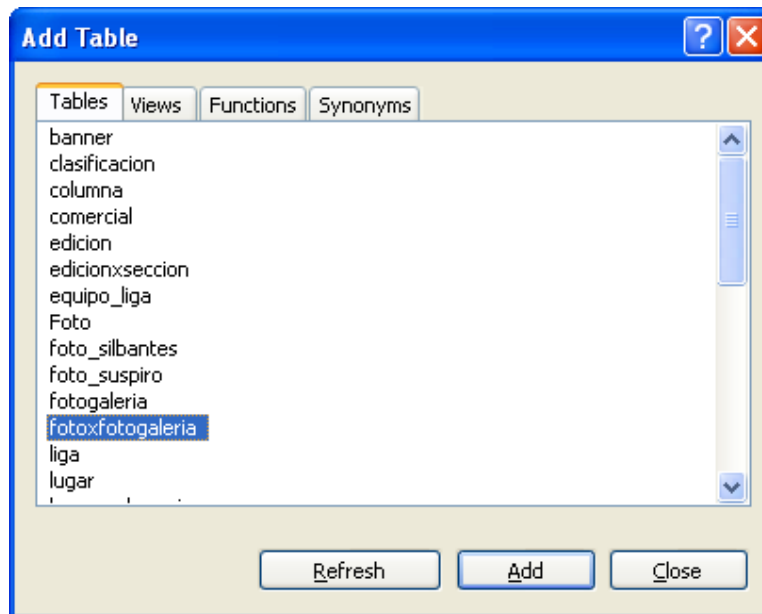 Add Table
Tables Views Functions Synonyms
banner
clasificacion
columna
comercial
edicion
edicionxseccion
equipo_liga
Foto
foto_silbantes
foto_suspiro
fotogaleria
fotoxfotogaleria
liga
lugar
Refresh Add Close